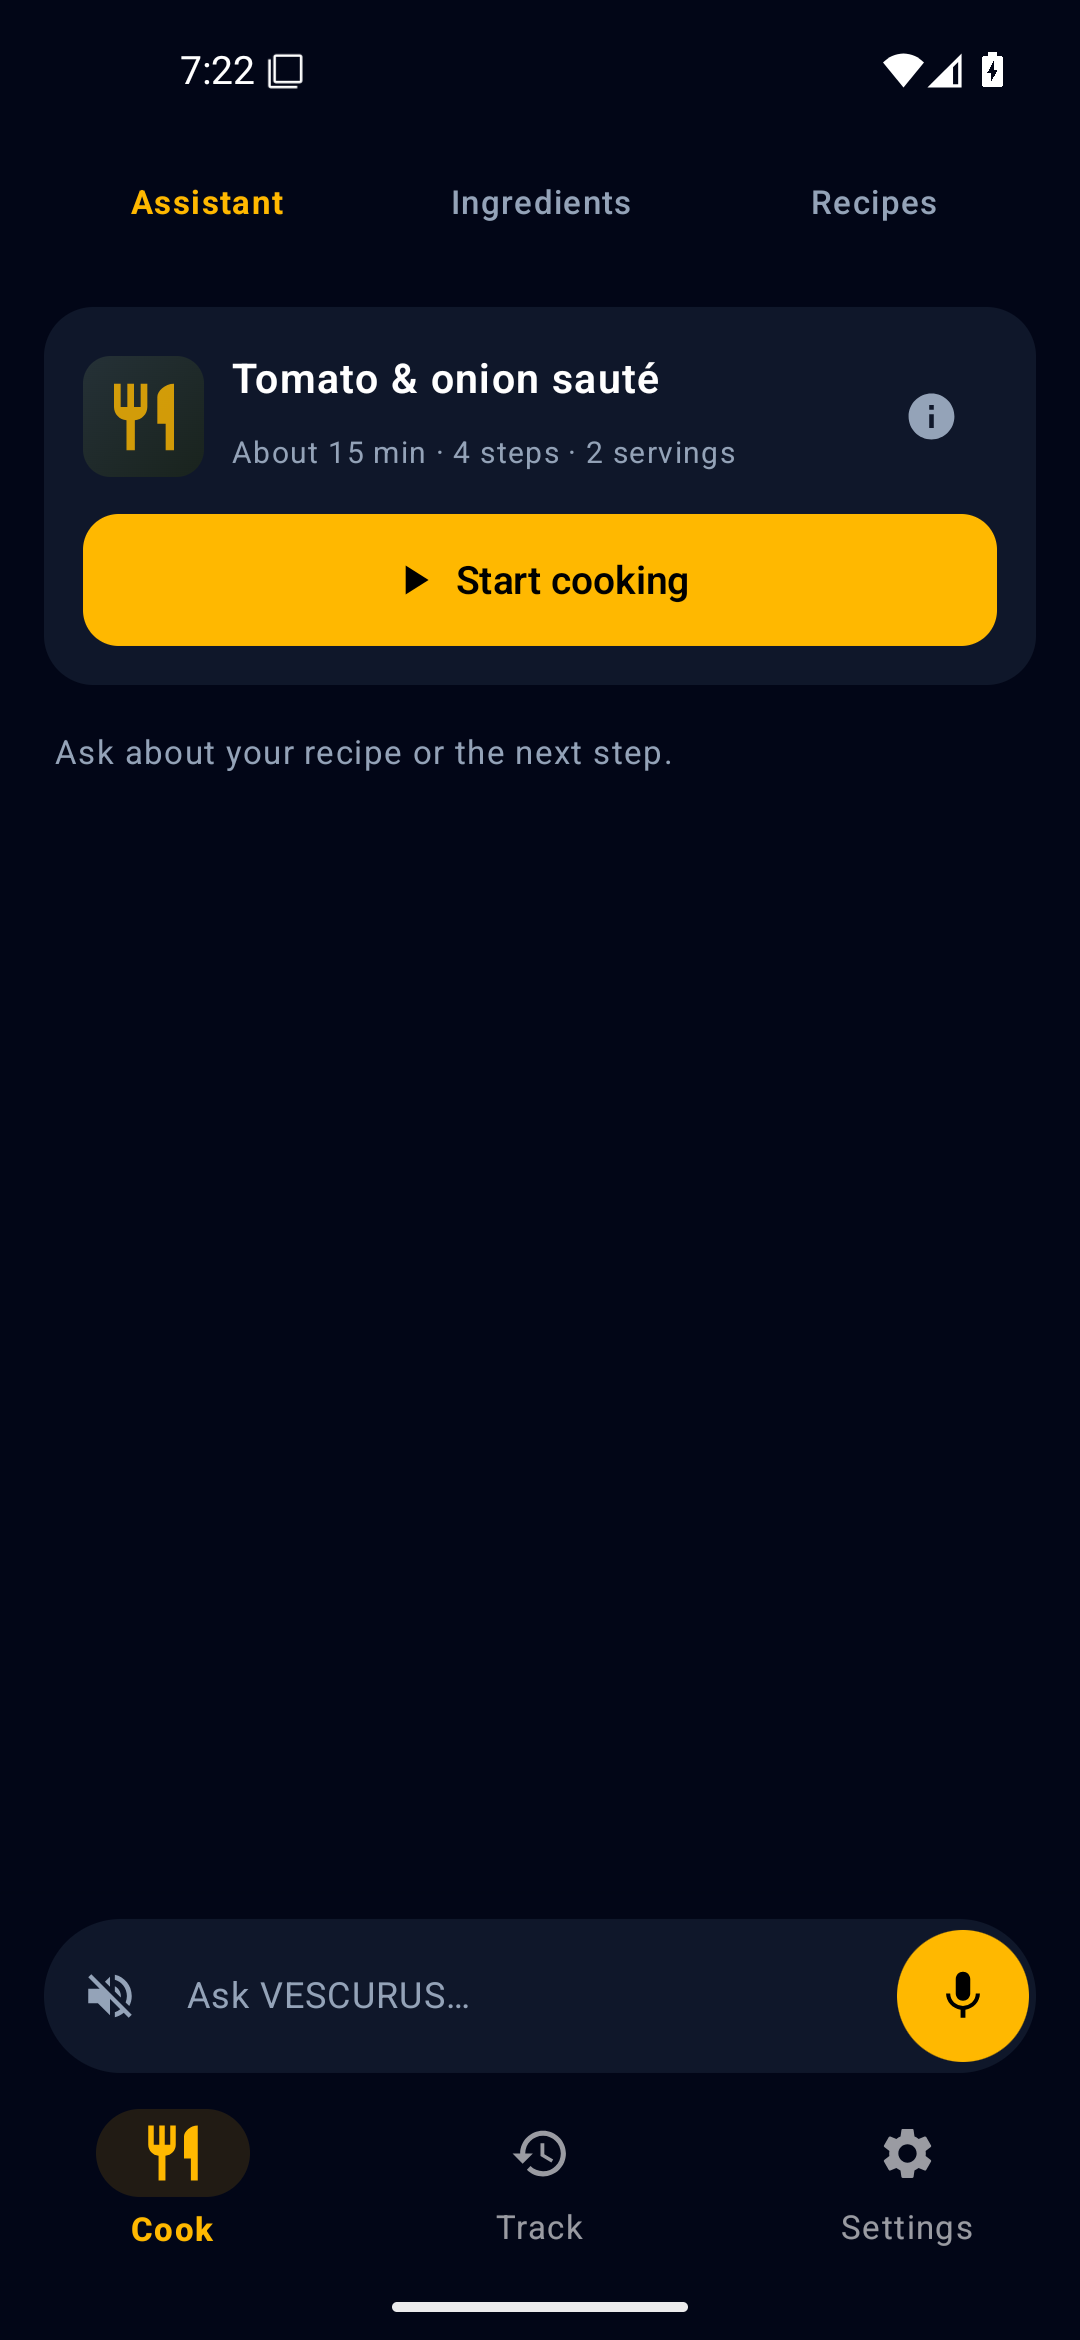 7:22
Assistant Ingredients Recipes
Tomato & onion sauté
About 15 min · 4 steps · 2 servings
Start cooking
Ask about your recipe or the next step.
Ask VESCURUS...
Cook Track Settings